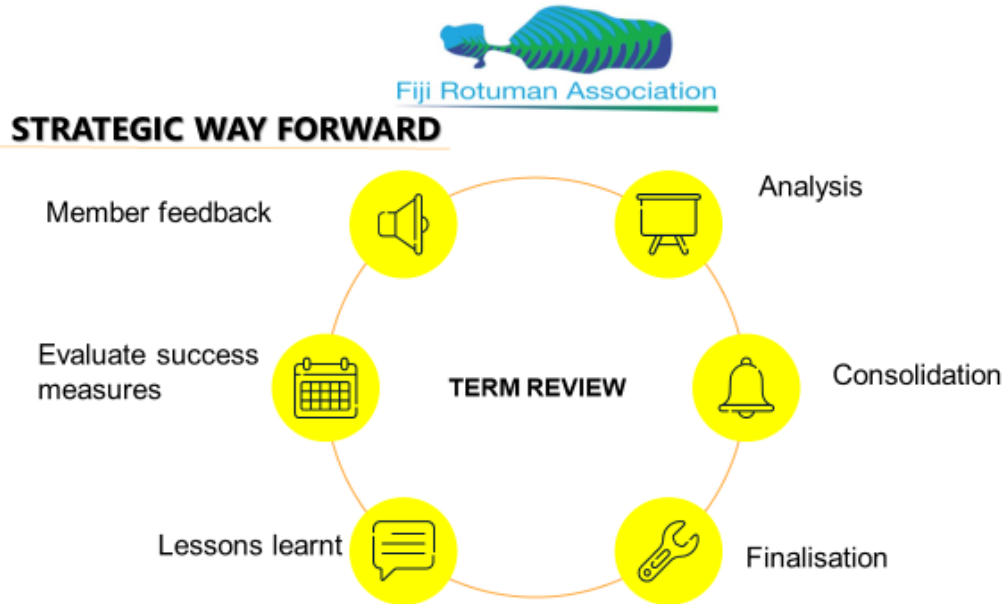 Fiji Rotuman Association
STRATEGIC WAY FORWARD
Member feedback
Analysis
Evaluate success
measures
TERM REVIEW
Consolidation
Lessons learnt
Finalisation